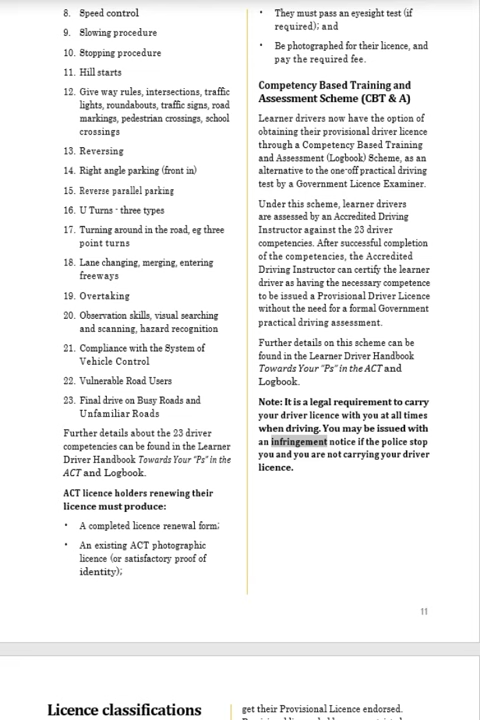 8. Speed control
9. Slowing procedure
10. Stopping procedure
11. Hill starts
12. Give way rules, intersections, traffic
lights, roundabouts, traffic signs, road
markings, pedestrian crossings, school
crossings
13. Reversing
14. Right angle parking (front in)
15. Reverse parallel parking
16. U Turns - three types
17. Turning around in the road, eg three
point turns
18. Lane changing, merging, entering
freeways
19. Overtaking
20. Observation skills, visual searching
and scanning, hazard recognition
21. Compliance with the System of
Vehicle Control
22. Vulnerable Road Users
23. Final drive on Busy Roads and
Unfamiliar Roads
Further details about the 23 driver
competencies can be found in the Learner
Driver Handbook Towards Your "Ps" in the
ACT and Logbook.
ACT licence holders renewing their
licence must produce:
• A completed licence renewal form;
• An existing ACT photographic
licence (or satisfactory proof of
identity);
• They must pass an eyesight test (if
required); and
• Be photographed for their licence, and
pay the required fee.
Competency Based Training and
Assessment Scheme (CBT & A)
Learner drivers now have the option of
obtaining their provisional driver licence
through a Competency Based Training
and Assessment (Logbook) Scheme, as an
alternative to the one-off practical driving
test by a Government Licence Examiner.
Under this scheme, learner drivers
are assessed by an Accredited Driving
Instructor against the 23 driver
competencies. After successful completion
of the competencies, the Accredited
Driving Instructor can certify the learner
driver as having the necessary competence
to be issued a Provisional Driver Licence
without the need for a formal Government
practical driving assessment.
Further details on this scheme can be
found in the Learner Driver Handbook
Towards Your "Ps" in the ACT and
Logbook.
Note: It is a legal requirement to carry
your driver licence with you at all times
when driving. You may be issued with
an infringement notice if the police stop
you and you are not carrying your driver
licence.
11
Licence classifications
get their Provisional Licence endorsed.